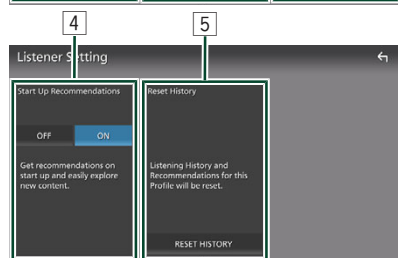 4
5
Listener Setting
Start Up Recommendations
OFF
ON
Get recommendations on
start up and easily explore
new content.
Reset History
Listening History and
Recommendations for this
Profile will be reset.
RESET HISTORY